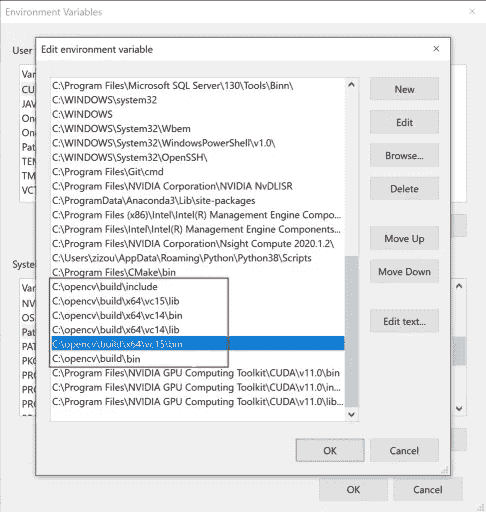 Environment Variables
User
Edit environment variable
Var
CU
JAV
On
On
Pat
TEM
TM
VCT
C:\Program Files\Microsoft SQL Server\130\Tools\Binn\
C:\WINDOWS\system32
C:\WINDOWS
C:\WINDOWS\System32\Wbem
C:\WINDOWS\System32\WindowsPowerShell\v1.0\
C:\WINDOWS\System32\OpenSSH\
C:\Program Files\Git\cmd
C:\Program Files\NVIDIA Corporation\NVIDIA NvDLISR
C:\ProgramData\Anaconda3\Lib\site-packages
C:\Program Files (x86)\Intel\Intel(R) Management Engine Compo...
C:\Program Files\Intel\Intel(R) Management Engine Components...
C:\Program Files\NVIDIA Corporation\Nsight Compute 2020.1.2\
C:\Users\zizou\AppData\Roaming\Python\Python38\Scripts
C:\Program Files\CMake\bin
C:\opencv\build\include
C:\opencv\build\x64\vc15\lib
C:\opencv\build\x64\vc14\bin
C:\opencv\build\x64\vc14\lib
C:\opencv\build\x64\vc15\bin
C:\opencv\build\bin
C:\Program Files\NVIDIA GPU Computing Toolkit\CUDA\v11.0\bin
C:\Program Files\NVIDIA GPU Computing Toolkit\CUDA\v11.0\in...
C:\Program Files\NVIDIA GPU Computing Toolkit\CUDA\v11.0\lib...
New
Edit
Browse...
Delete
Move Up
Move Down
Edit text...
Syste
Var
NV
OS
Pat
PAT
PKC
PRC
PRC
PRC
OK
Cancel
OK
Cancel